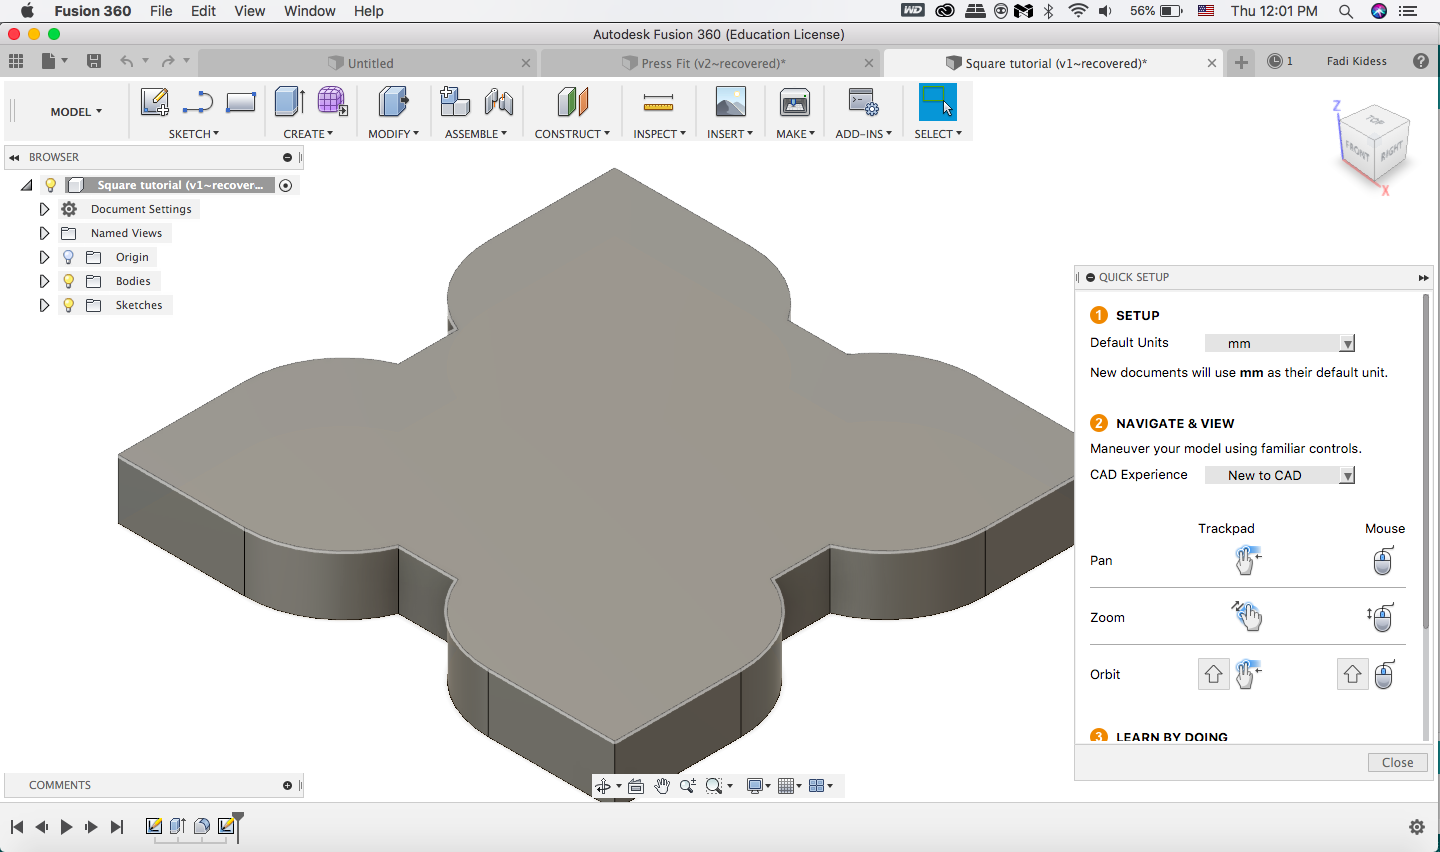 Fusion 360 File Edit View Window Help WD 56% Thu 12:01 PM
Autodesk Fusion 360 (Education License)
Untitled Press Fit (v2~recovered)* Square tutorial (v1~recovered)* 1 Fadi Kidess ?
MODEL
SKETCH CREATE MODIFY ASSEMBLE CONSTRUCT INSPECT INSERT MAKE ADD-INS SELECT
Z TOP FRONT RIGHT X
BROWSER
Square tutorial (v1~recover...
Document Settings
Named Views
Origin
Bodies
Sketches
QUICK SETUP
1 SETUP
Default Units mm
New documents will use mm as their default unit.
2 NAVIGATE & VIEW
Maneuver your model using familiar controls.
CAD Experience New to CAD
Trackpad Mouse
Pan
Zoom
Orbit
3 LEARN BY DOING
Close
COMMENTS